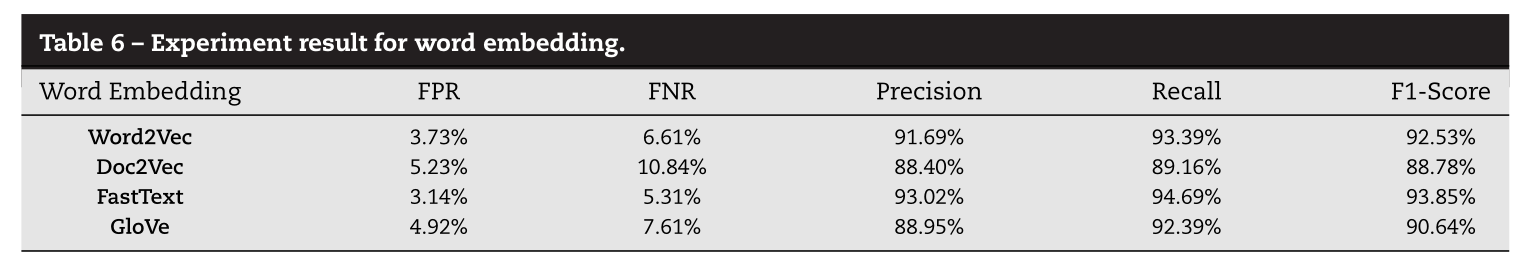 Table 6 – Experiment result for word embedding.
Word Embedding FPR FNR Precision Recall F1-Score
Word2Vec 3.73% 6.61% 91.69% 93.39% 92.53%
Doc2Vec 5.23% 10.84% 88.40% 89.16% 88.78%
FastText 3.14% 5.31% 93.02% 94.69% 93.85%
GloVe 4.92% 7.61% 88.95% 92.39% 90.64%